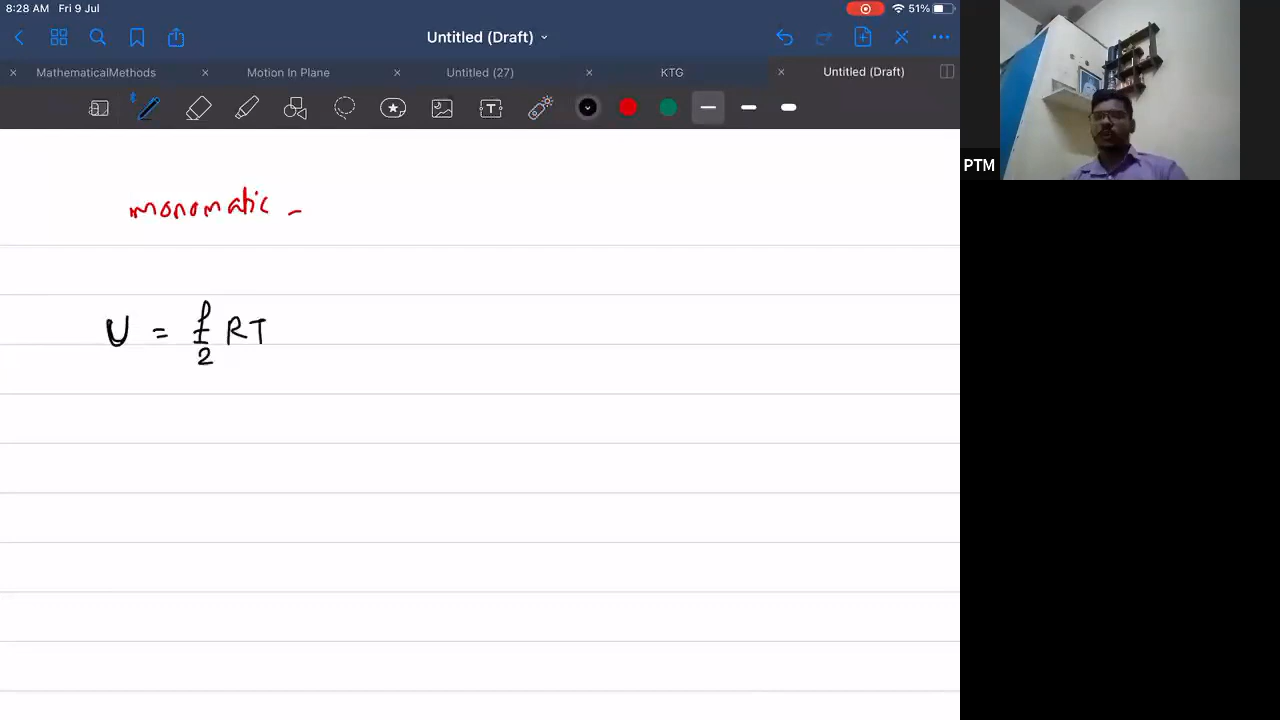 8:28 AM Fri 9 Jul
51%
Untitled (Draft)
MathematicalMethods
Motion In Plane
Untitled (27)
KTG
Untitled (Draft)
T
PTM
monomatic -
U = f/2 RT